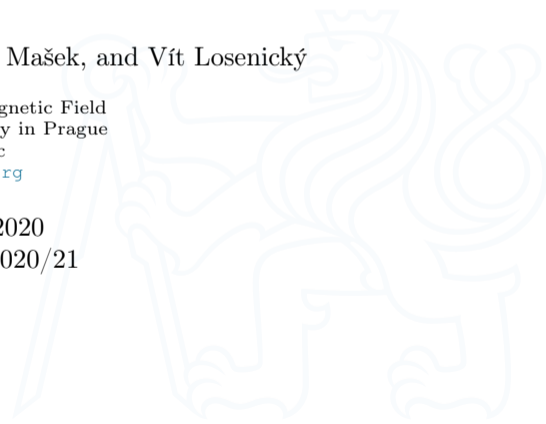 Mašek, and Vít Losenický
gnetic Field
y in Prague
c
rg
2020
020/21